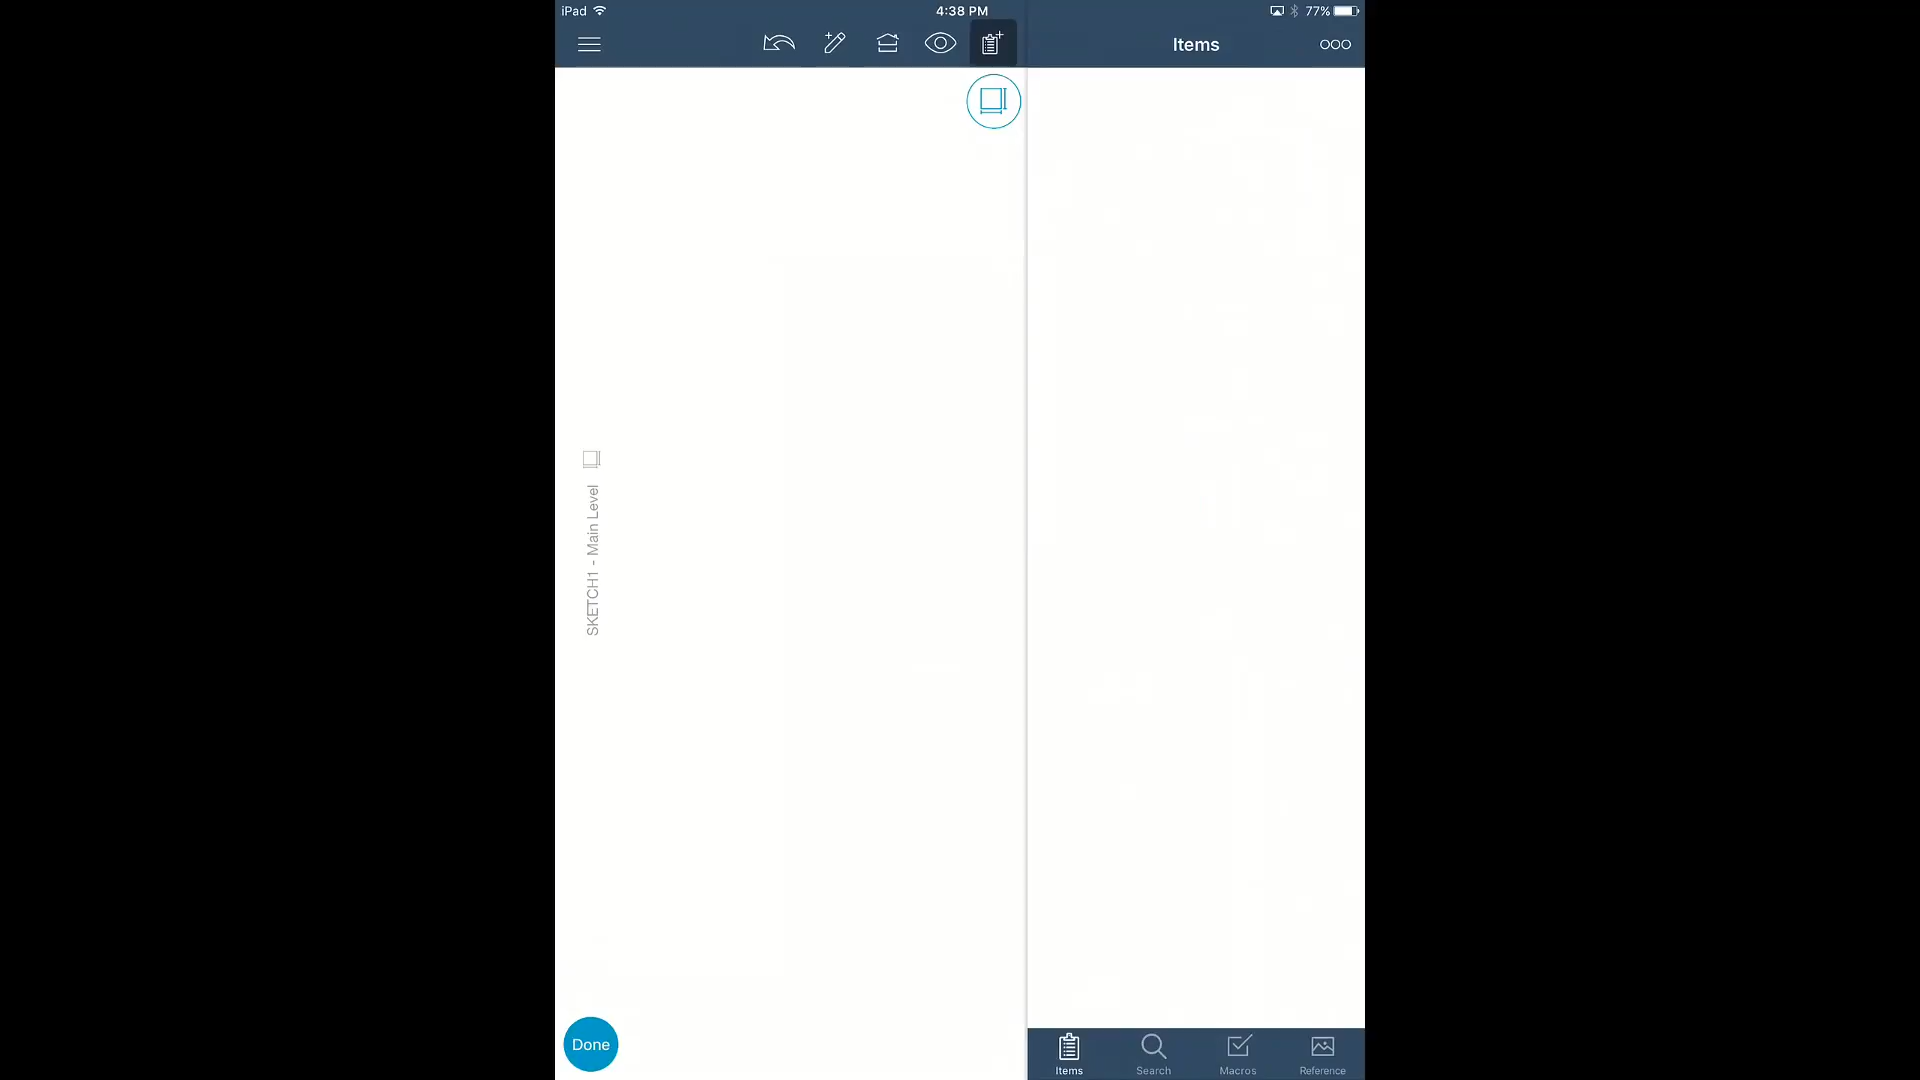 iPad
4:38 PM
77%
Items
SKETCH1 - Main Level
Done
Items
Search
Macros
Reference